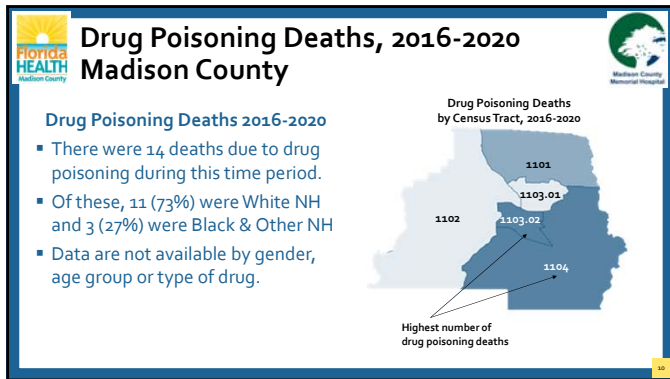 Florida
HEALTH
Madison County
Drug Poisoning Deaths, 2016-2020
Madison County
Madison County
Memorial Hospital
Drug Poisoning Deaths 2016-2020
▪ There were 14 deaths due to drug
poisoning during this time period.
▪ Of these, 11 (73%) were White NH
and 3 (27%) were Black & Other NH
▪ Data are not available by gender,
age group or type of drug.
Drug Poisoning Deaths
by Census Tract, 2016-2020
1101
1103.01
1102
1103.02
1104
Highest number of
drug poisoning deaths
10